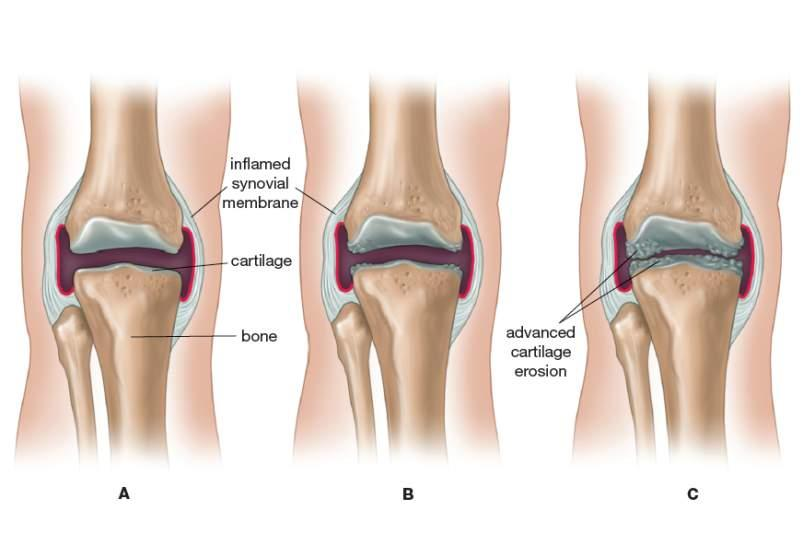 inflamed
synovial
membrane
cartilage
bone
advanced
cartilage
erosion
A
B
C